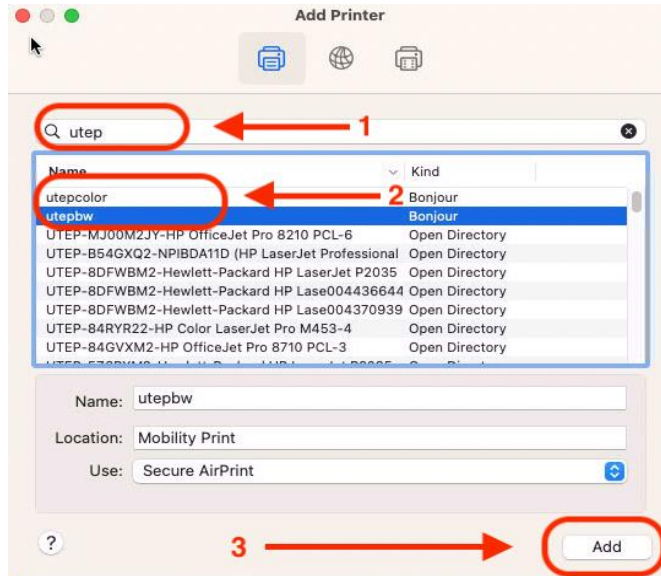 Add Printer
utep
1
Name Kind
2
utepcolor Bonjour
utepbw Bonjour
UTEP-MJ00M2JY-HP OfficeJet Pro 8210 PCL-6 Open Directory
UTEP-B54GXQ2-NPIBDA11D (HP LaserJet Professional Open Directory
UTEP-8DFWBM2-Hewlett-Packard HP LaserJet P2035 Open Directory
UTEP-8DFWBM2-Hewlett-Packard HP Lase004436644 Open Directory
UTEP-8DFWBM2-Hewlett-Packard HP Lase004370939 Open Directory
UTEP-84RYR22-HP Color LaserJet Pro M453-4 Open Directory
UTEP-84GVXM2-HP OfficeJet Pro 8710 PCL-3 Open Directory
Name: utepbw
Location: Mobility Print
Use: Secure AirPrint
?
3
Add